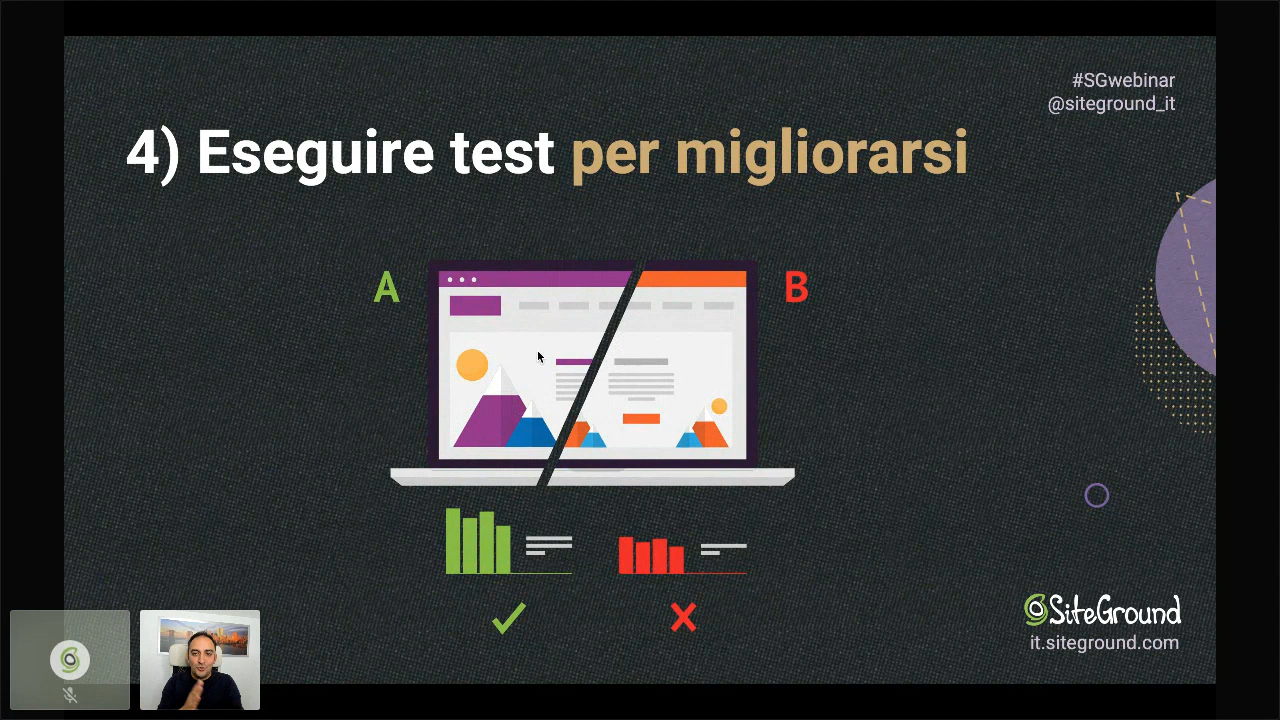 #SGwebinar
@siteground_it
4) Eseguire test per migliorarsi
A
B
SiteGround
it.siteground.com